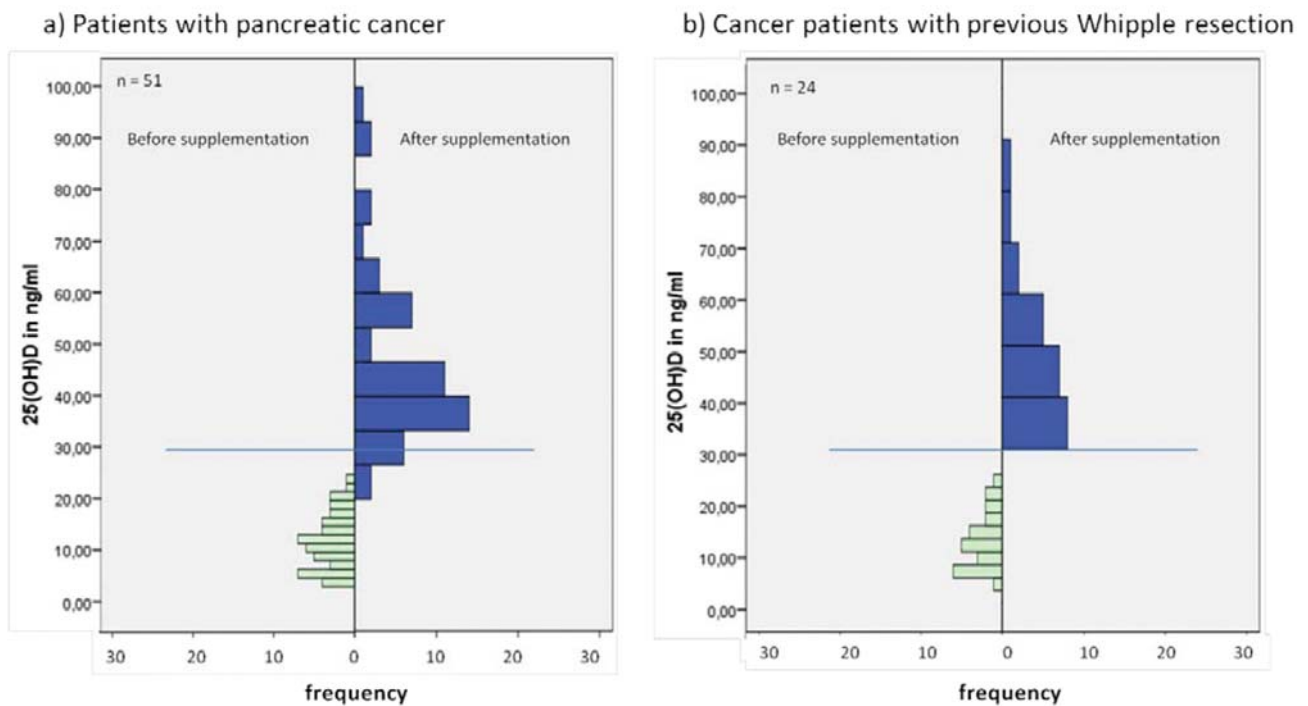 a) Patients with pancreatic cancer
n = 51
Before supplementation
After supplementation
25(OH)D in ng/ml
100,00
90,00
80,00
70,00
60,00
50,00
40,00
30,00
20,00
10,00
0,00
30 20 10 0 10 20 30
frequency
b) Cancer patients with previous Whipple resection
n = 24
Before supplementation
After supplementation
25(OH)D in ng/ml
100,00
90,00
80,00
70,00
60,00
50,00
40,00
30,00
20,00
10,00
0,00
30 20 10 0 10 20 30
frequency